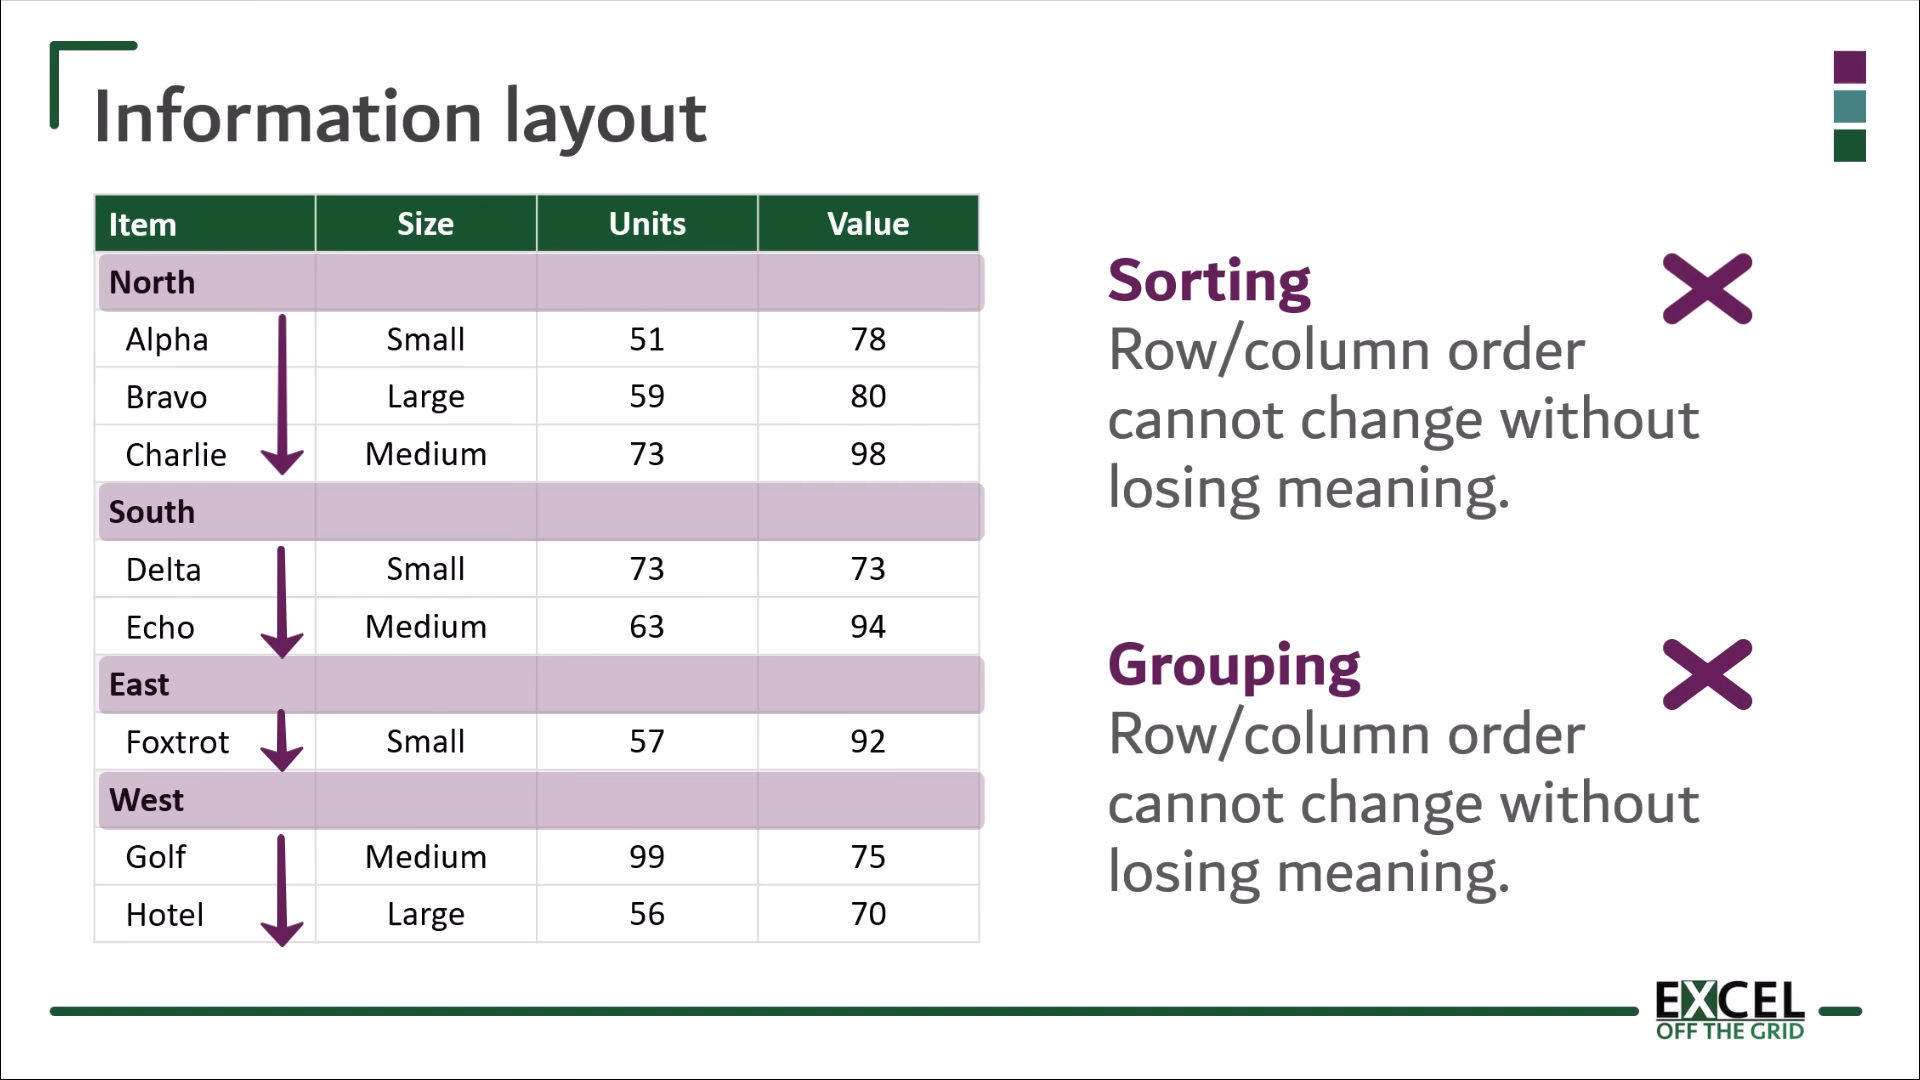 Information layout
Item Size Units Value
North
Alpha Small 51 78
Bravo Large 59 80
Charlie Medium 73 98
South
Delta Small 73 73
Echo Medium 63 94
East
Foxtrot Small 57 92
West
Golf Medium 99 75
Hotel Large 56 70
Sorting
Row/column order
cannot change without
losing meaning.
Grouping
Row/column order
cannot change without
losing meaning.
EXCEL
OFF THE GRID